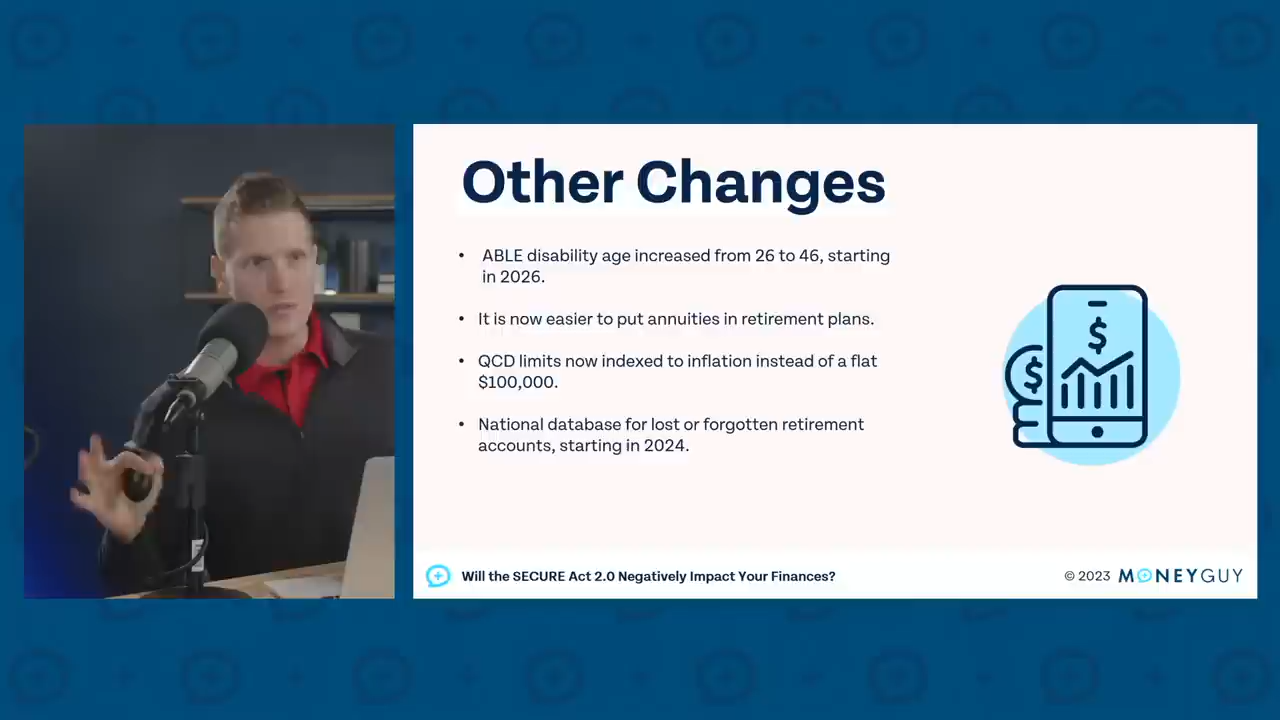 Other Changes
• ABLE disability age increased from 26 to 46, starting
in 2026.
• It is now easier to put annuities in retirement plans.
• QCD limits now indexed to inflation instead of a flat
$100,000.
• National database for lost or forgotten retirement
accounts, starting in 2024.
$
$
Will the SECURE Act 2.0 Negatively Impact Your Finances?
© 2023 MONEYGUY